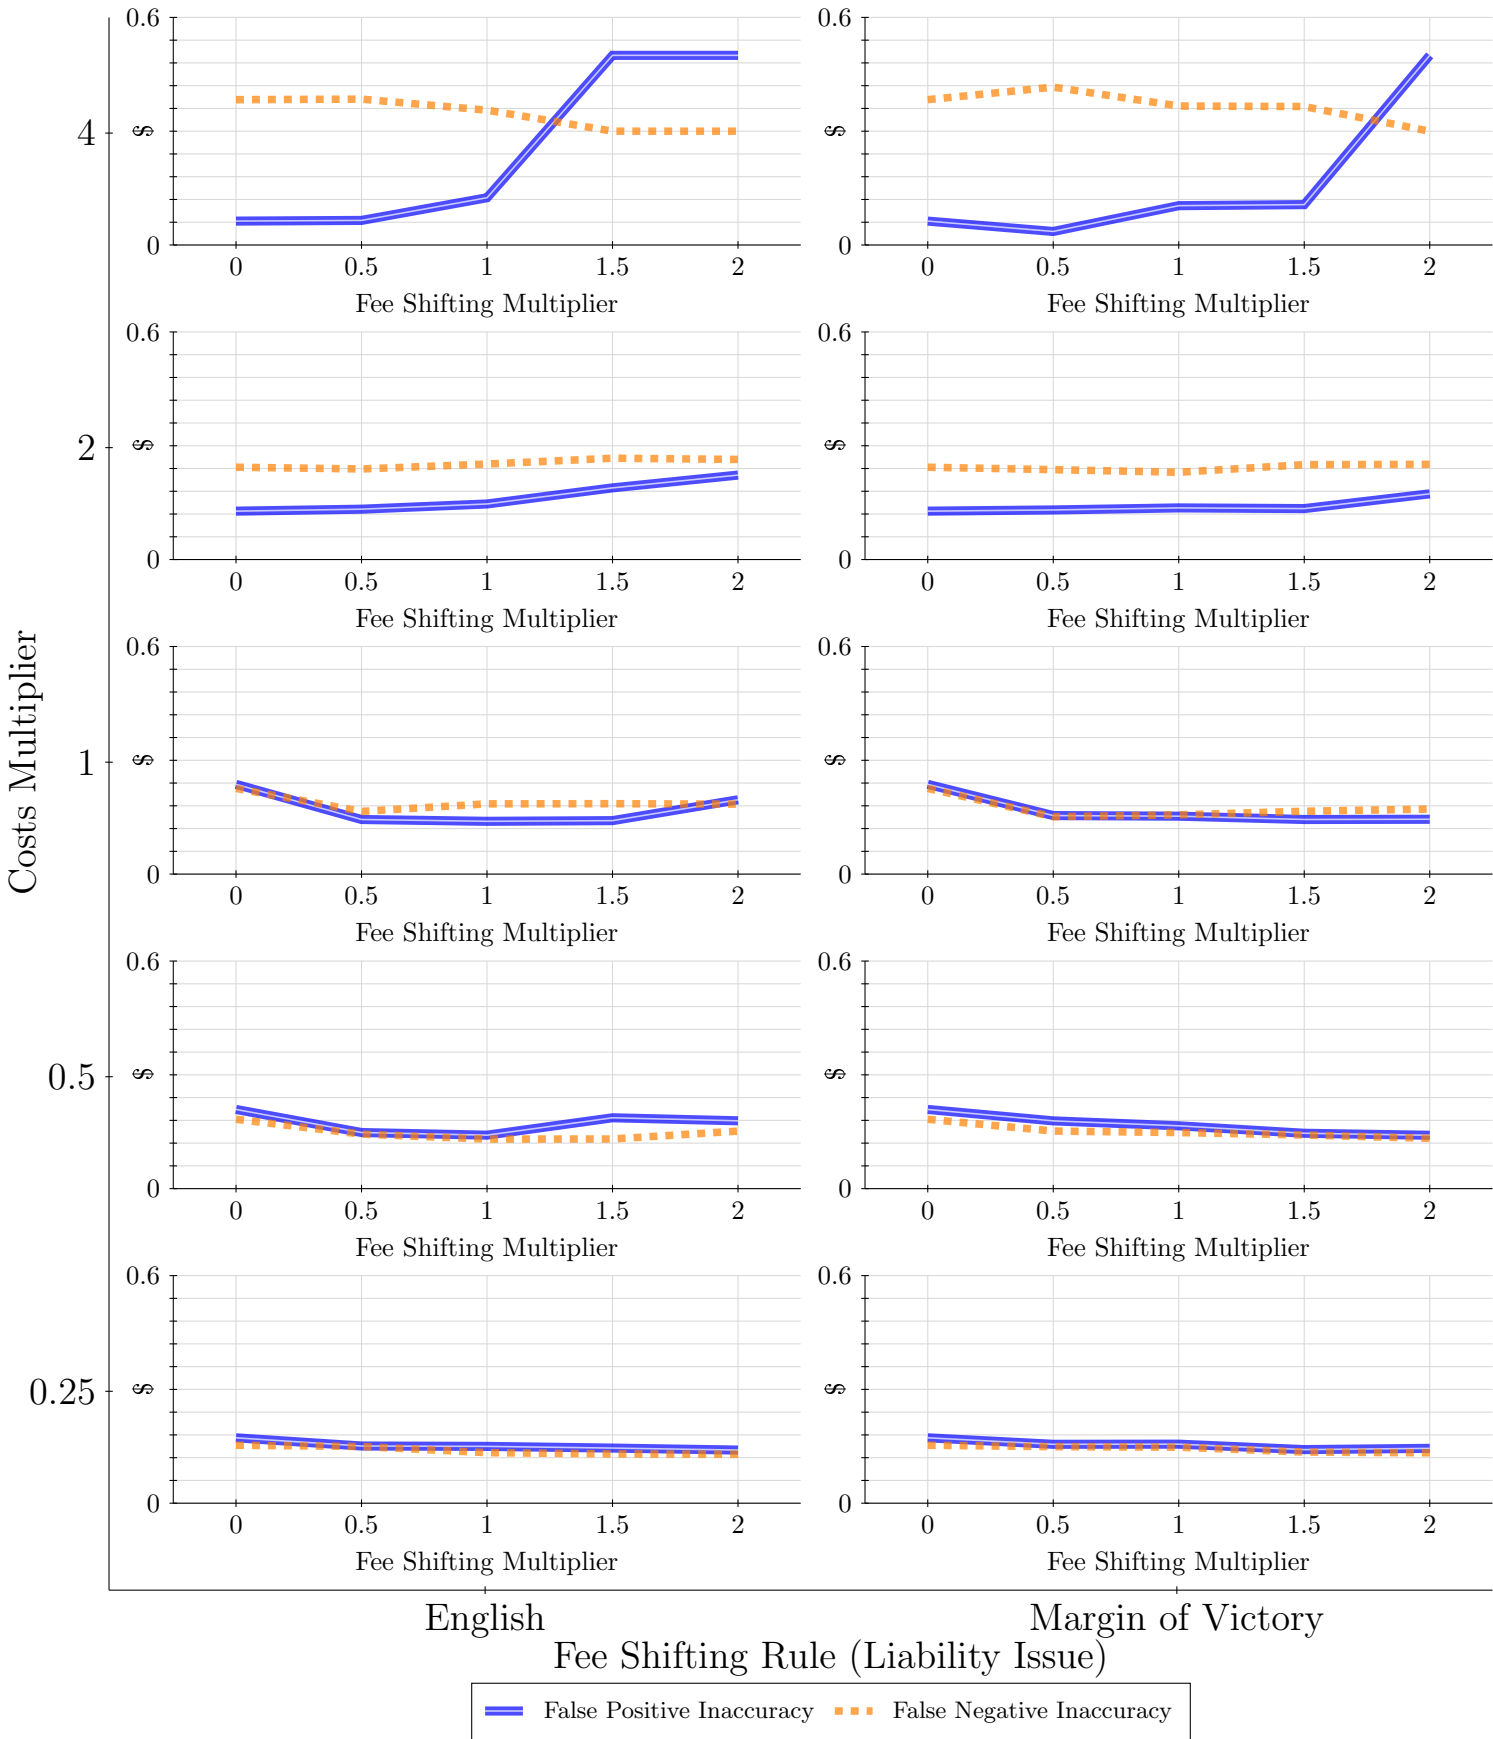 Costs Multiplier
4
0.6
$
0
0 0.5 1 1.5 2
Fee Shifting Multiplier
0.6
$
0
0 0.5 1 1.5 2
Fee Shifting Multiplier
2
0.6
$
0
0 0.5 1 1.5 2
Fee Shifting Multiplier
0.6
$
0
0 0.5 1 1.5 2
Fee Shifting Multiplier
1
0.6
$
0
0 0.5 1 1.5 2
Fee Shifting Multiplier
0.6
$
0
0 0.5 1 1.5 2
Fee Shifting Multiplier
0.5
0.6
$
0
0 0.5 1 1.5 2
Fee Shifting Multiplier
0.6
$
0
0 0.5 1 1.5 2
Fee Shifting Multiplier
0.25
0.6
$
0
0 0.5 1 1.5 2
Fee Shifting Multiplier
0.6
$
0
0 0.5 1 1.5 2
Fee Shifting Multiplier
English
Margin of Victory
Fee Shifting Rule (Liability Issue)
False Positive Inaccuracy
False Negative Inaccuracy